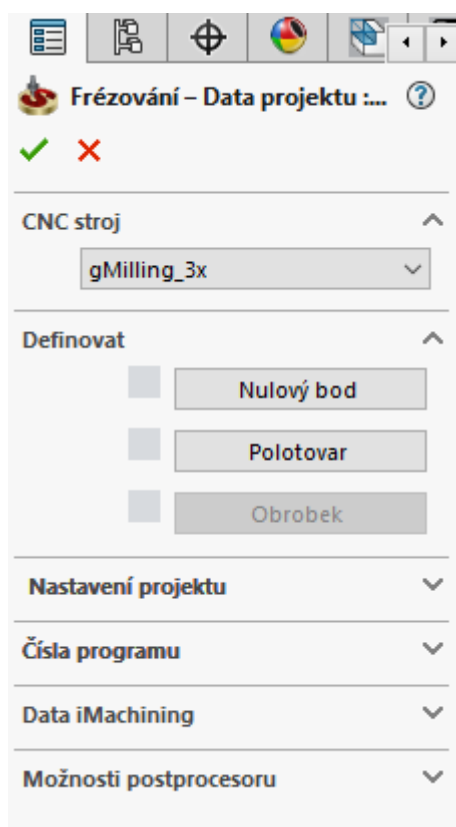 Frézování – Data projektu :...
CNC stroj
gMilling_3x
Definovat
Nulový bod
Polotovar
Obrobek
Nastavení projektu
Čísla programu
Data iMachining
Možnosti postprocesoru